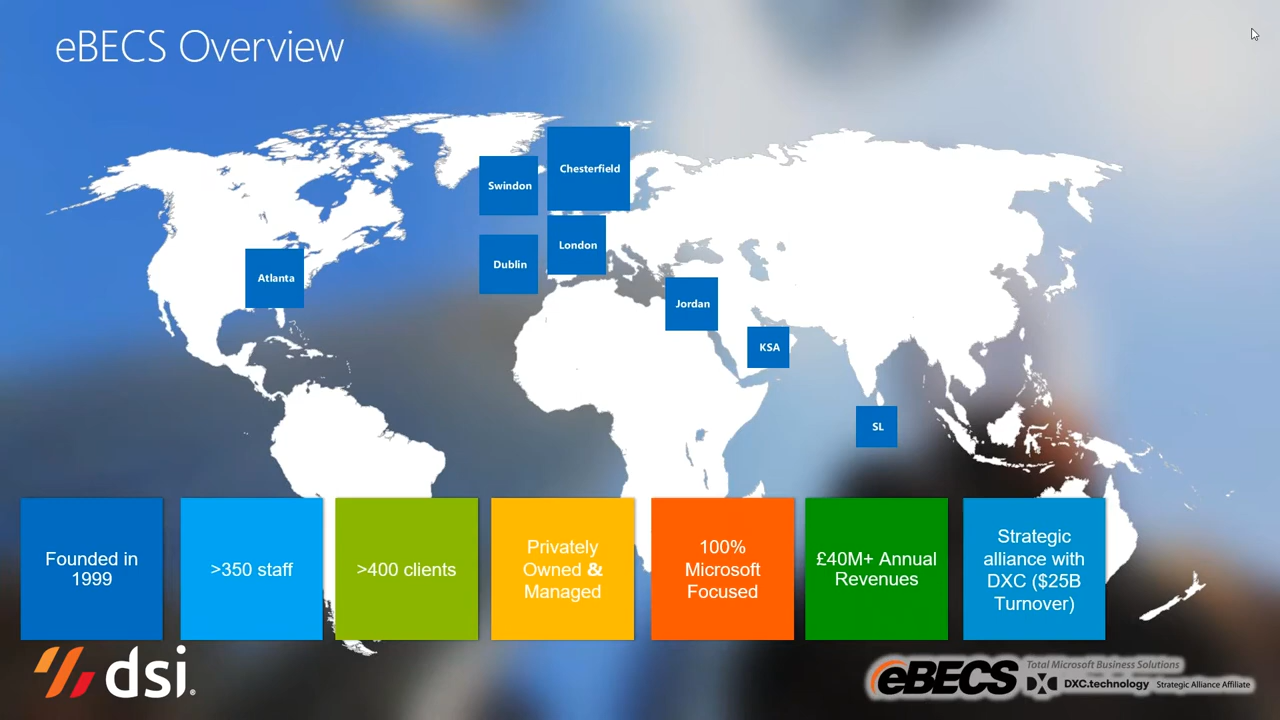 eBECS Overview
Chesterfield
Swindon
London
Dublin
Atlanta
Jordan
KSA
SL
Founded in
1999
>350 staff
>400 clients
Privately
Owned &
Managed
100%
Microsoft
Focused
£40M+ Annual
Revenues
Strategic
alliance with
DXC ($25B
Turnover)
dsi.
eBECS
Total Microsoft Business Solutions
DXC.technology Strategic Alliance Affiliate